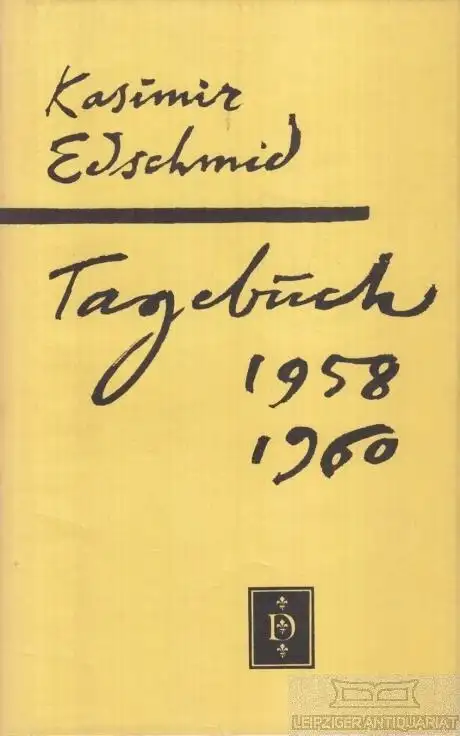 Kasimir
Edschmid
Tagebuch
1958
1960
D
LEIPZIGER ANTIQUARIAT